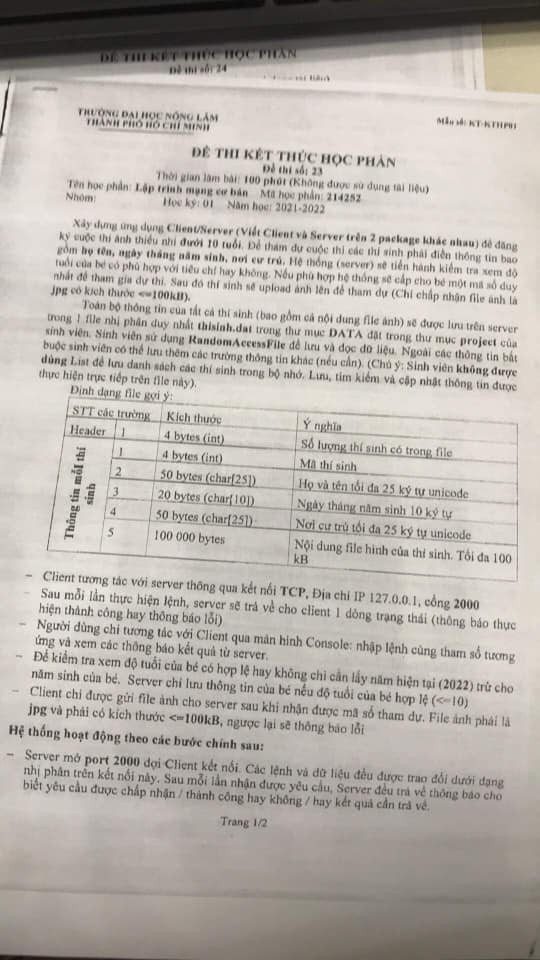 ĐỀ THI KẾT THÚC HỌC PHẦN
Đề thi số: 24
TRƯỜNG ĐẠI HỌC NÔNG LÂM
THÀNH PHỐ HỒ CHÍ MINH
Mẫu số: KT-KTHP01
ĐỀ THI KẾT THÚC HỌC PHẦN
Đề thi số: 23
Thời gian làm bài: 100 phút (Không được sử dụng tài liệu)
Tên học phần: Lập trình mạng cơ bản Mã học phần: 214252
Nhóm: Học kỳ: 01 Năm học: 2021-2022
Xây dựng ứng dụng Client/Server (Viết Client và Server trên 2 package khác nhau) để đăng
ký cuộc thi ảnh thiếu nhi dưới 10 tuổi. Để tham dự cuộc thi các thí sinh phải điền thông tin bao
gồm họ tên, ngày tháng năm sinh, nơi cư trú. Hệ thống (server) sẽ tiến hành kiểm tra xem độ
tuổi của bé có phù hợp với tiêu chí hay không. Nếu phù hợp hệ thống sẽ cấp cho bé một mã số duy
nhất để tham gia dự thi. Sau đó thí sinh sẽ upload ảnh lên để tham dự (Chỉ chấp nhận file ảnh là
jpg có kích thước <=100kB).
Toàn bộ thông tin của tất cả thí sinh (bao gồm cả nội dung file ảnh) sẽ được lưu trên server
trong 1 file nhị phân duy nhất thisinh.dat trong thư mục DATA đặt trong thư mục project của
sinh viên. Sinh viên sử dụng RandomAccessFile để lưu và đọc dữ liệu. Ngoài các thông tin bắt
buộc sinh viên có thể lưu thêm các trường thông tin khác (nếu cần). (Chú ý: Sinh viên không được
dùng List để lưu danh sách các thí sinh trong bộ nhớ. Lưu, tìm kiếm và cập nhật thông tin được
thực hiện trực tiếp trên file này).
Định dạng file gợi ý:
STT các trường Kích thước Ý nghĩa
Header 1 4 bytes (int) Số lượng thí sinh có trong file
Thông tin mỗi thí sinh
1 4 bytes (int) Mã thí sinh
2 50 bytes (char[25]) Họ và tên tối đa 25 ký tự unicode
3 20 bytes (char[10]) Ngày tháng năm sinh 10 ký tự
4 50 bytes (char[25]) Nơi cư trú tối đa 25 ký tự unicode
5 100 000 bytes Nội dung file hình của thí sinh. Tối đa 100
kB
– Client tương tác với server thông qua kết nối TCP, Địa chỉ IP 127.0.0.1, cổng 2000
– Sau mỗi lần thực hiện lệnh, server sẽ trả về cho client 1 dòng trạng thái (thông báo thực
hiện thành công hay thông báo lỗi)
– Người dùng chỉ tương tác với Client qua màn hình Console: nhập lệnh cùng tham số tương
ứng và xem các thông báo kết quả từ server.
– Để kiểm tra xem độ tuổi của bé có hợp lệ hay không chỉ cần lấy năm hiện tại (2022) trừ cho
năm sinh của bé. Server chỉ lưu thông tin của bé nếu độ tuổi của bé hợp lệ (<=10)
– Client chỉ được gửi file ảnh cho server sau khi nhận được mã số tham dự. File ảnh phải là
jpg và phải có kích thước <=100kB, ngược lại sẽ thông báo lỗi
Hệ thống hoạt động theo các bước chính sau:
– Server mở port 2000 đợi Client kết nối. Các lệnh và dữ liệu đều được trao đổi dưới dạng
nhị phân trên kết nối này. Sau mỗi lần nhận được yêu cầu, Server đều trả về thông báo cho
biết yêu cầu được chấp nhận / thành công hay không / hay kết quả cần trả về.
Trang 1/2